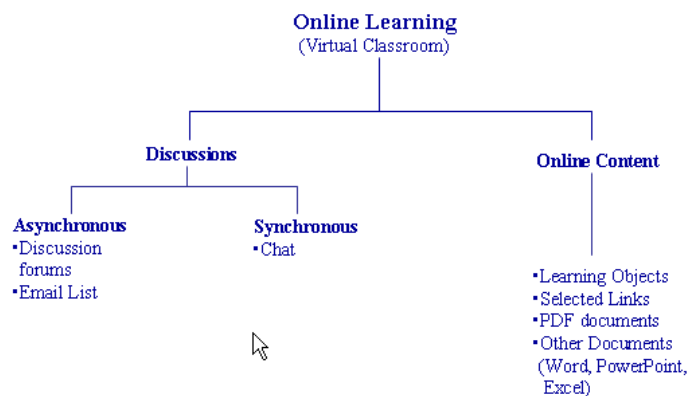 Online Learning
(Virtual Classroom)
Discussions
Online Content
Asynchronous
▪Discussion
forums
▪Email List
Synchronous
▪Chat
▪Learning Objects
▪Selected Links
▪PDF documents
▪Other Documents
(Word, PowerPoint,
Excel)